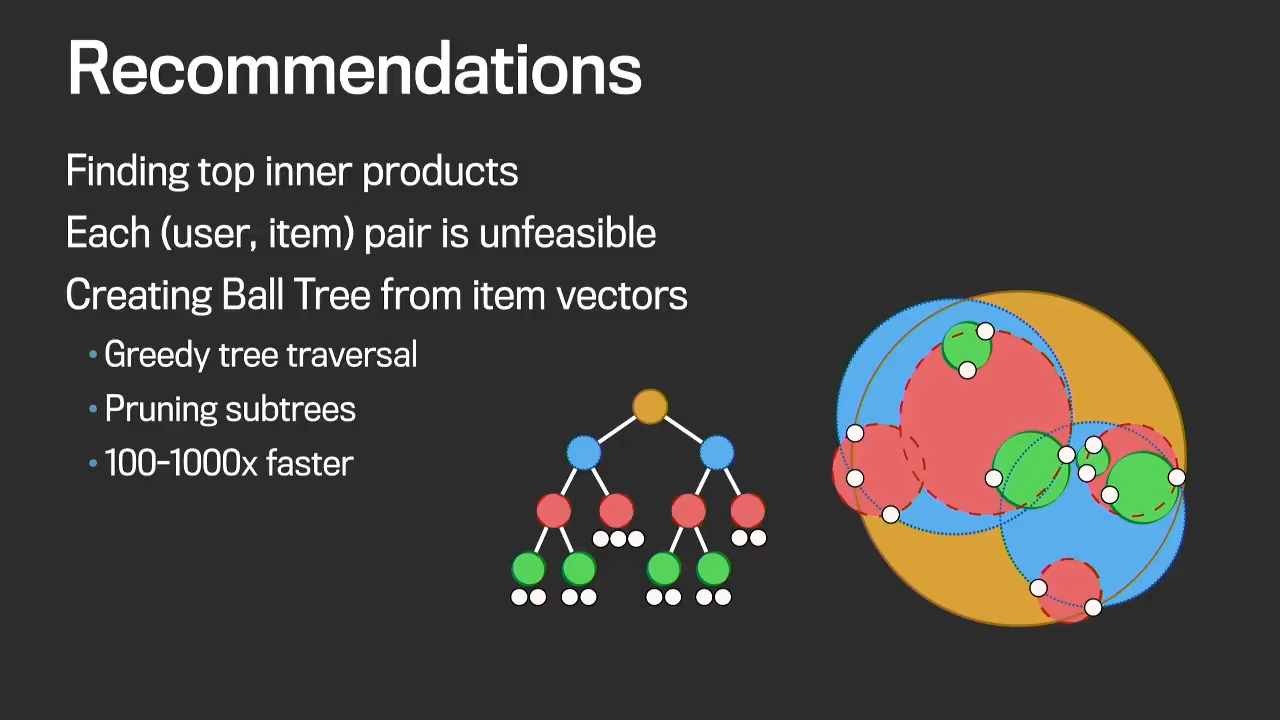 Recommendations
Finding top inner products
Each (user, item) pair is unfeasible
Creating Ball Tree from item vectors
• Greedy tree traversal
• Pruning subtrees
• 100-1000x faster